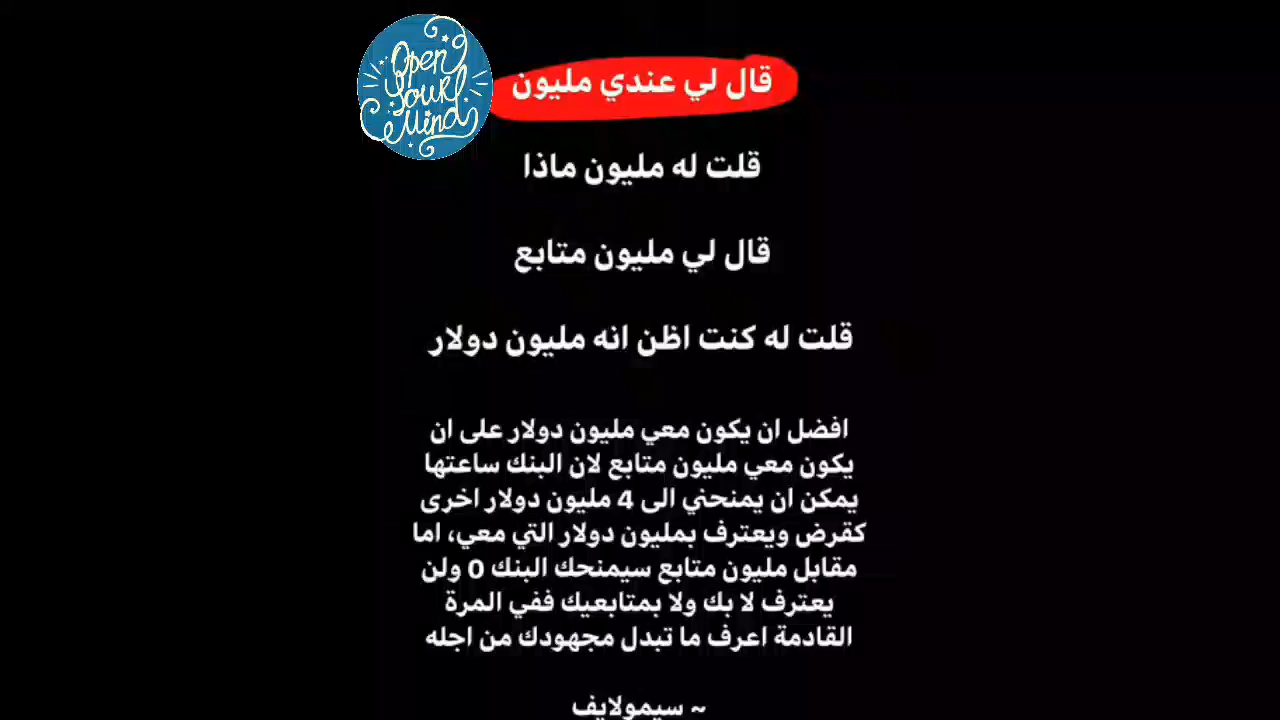 Open
Your
Mind
قال لي عندي مليون
قلت له مليون ماذا
قال لي مليون متابع
قلت له كنت اظن انه مليون دولار
افضل ان يكون معي مليون دولار على ان
يكون معي مليون متابع لان البنك ساعتها
يمكن ان يمنحني الى 4 مليون دولار اخرى
كقرض ويعترف بمليون دولار التي معي، اما
مقابل مليون متابع سيمنحك البنك 0 ولن
يعترف لا بك ولا بمتابعيك ففي المرة
القادمة اعرف ما تبدل مجهودك من اجله
~ سيمولايف